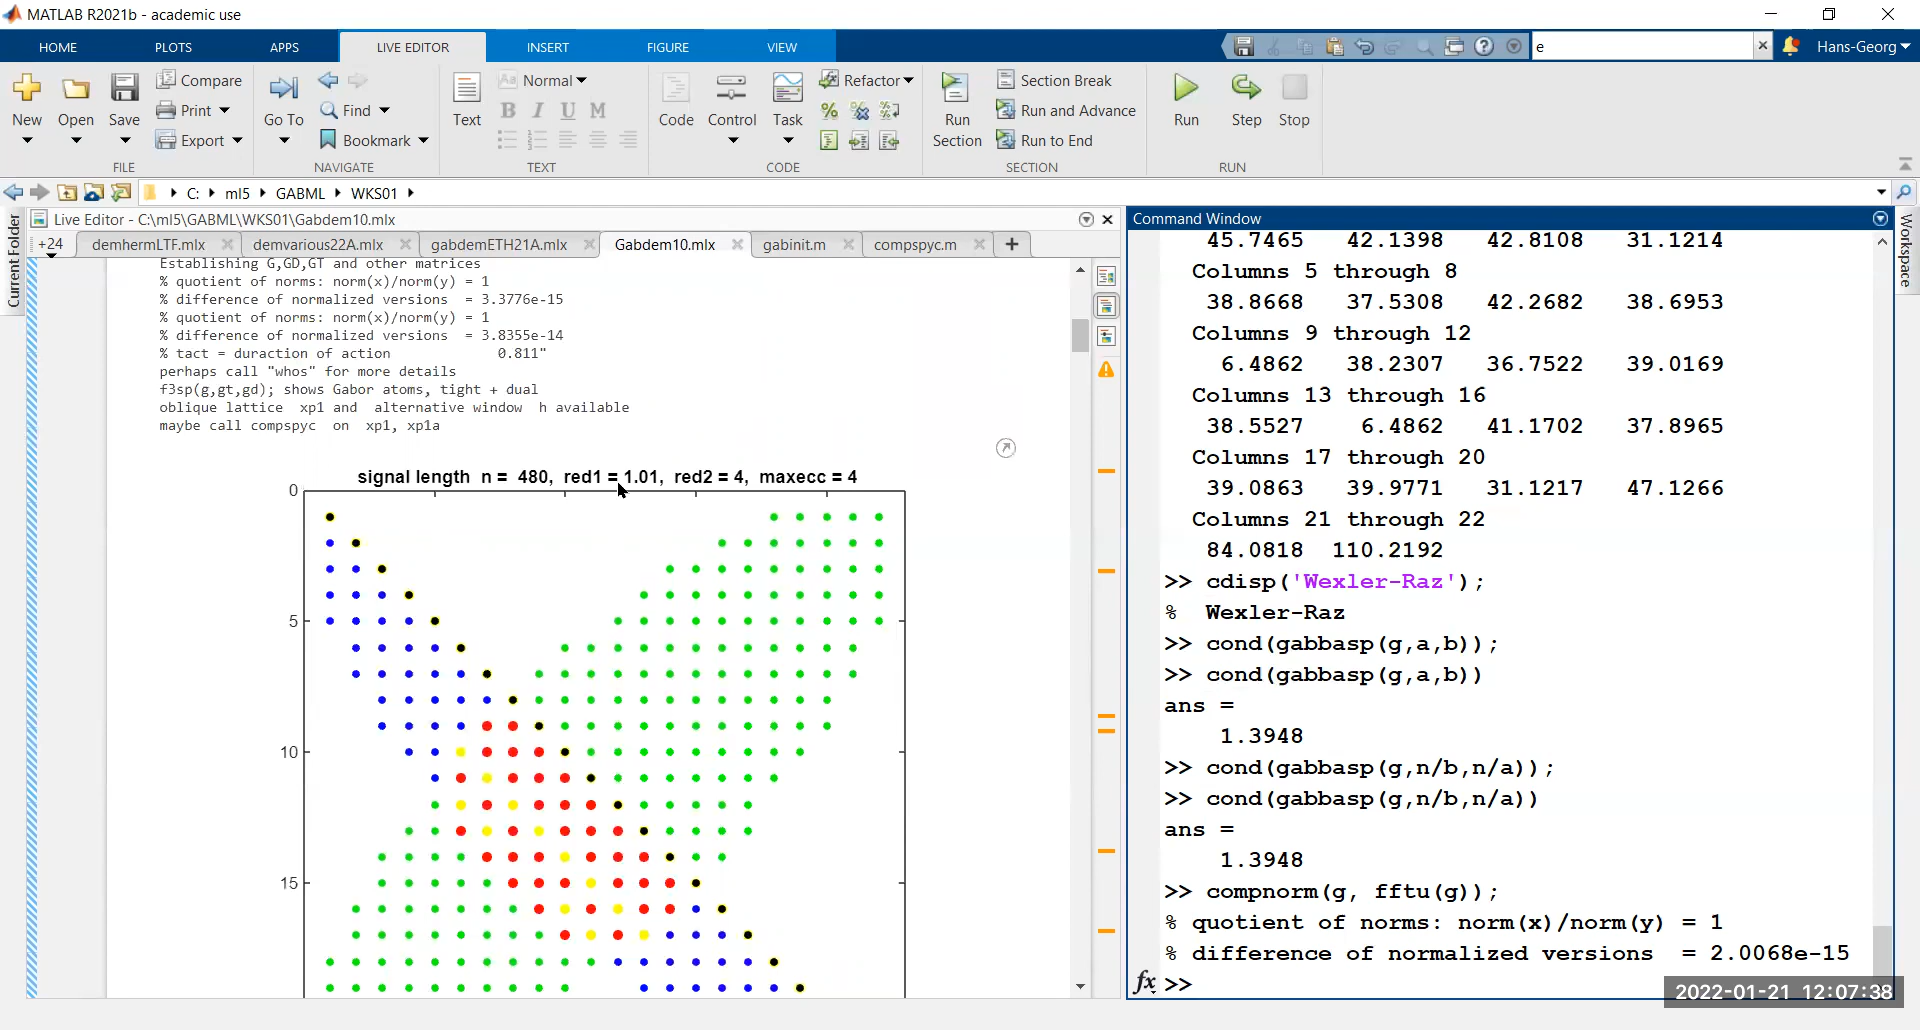 MATLAB R2021b - academic use
HOME PLOTS APPS LIVE EDITOR INSERT FIGURE VIEW e Hans-Georg
New Open Save Compare Print Export FILE
Go To Find Bookmark NAVIGATE
Text Aa Normal B I U M TEXT
Code Control Task Refactor CODE
Run Section Section Break Run and Advance Run to End SECTION
Run Step Stop RUN
C: ml5 GABML WKS01
Current Folder
Live Editor - C:\ml5\GABML\WKS01\Gabdem10.mlx
+24 demhermLTF.mlx demvarious22A.mlx gabdemETH21A.mlx Gabdem10.mlx gabinit.m compspyc.m +
Establishing G,GD,GT and other matrices
% quotient of norms: norm(x)/norm(y) = 1
% difference of normalized versions = 3.3776e-15
% quotient of norms: norm(x)/norm(y) = 1
% difference of normalized versions = 3.8355e-14
% tact = duraction of action 0.811"
perhaps call "whos" for more details
f3sp(g,gt,gd); shows Gabor atoms, tight + dual
oblique lattice xp1 and alternative window h available
maybe call compspyc on xp1, xp1a
signal length n = 480, red1 = 1.01, red2 = 4, maxecc = 4
0
5
10
15
Command Window
Workspace
45.7465 42.1398 42.8108 31.1214
Columns 5 through 8
38.8668 37.5308 42.2682 38.6953
Columns 9 through 12
6.4862 38.2307 36.7522 39.0169
Columns 13 through 16
38.5527 6.4862 41.1702 37.8965
Columns 17 through 20
39.0863 39.9771 31.1217 47.1266
Columns 21 through 22
84.0818 110.2192
>> cdisp('Wexler-Raz');
% Wexler-Raz
>> cond(gabbasp(g,a,b));
>> cond(gabbasp(g,a,b))
ans =
1.3948
>> cond(gabbasp(g,n/b,n/a));
>> cond(gabbasp(g,n/b,n/a))
ans =
1.3948
>> compnorm(g, fftu(g));
% quotient of norms: norm(x)/norm(y) = 1
% difference of normalized versions = 2.0068e-15
fx >>
2022-01-21 12:07:38